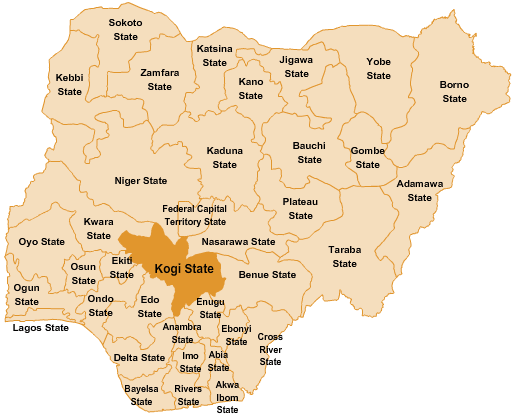 Sokoto
State
Katsina
State
Jigawa
State
Yobe
State
Kebbi
State
Zamfara
State
Kano
State
Borno
State
Kaduna
State
Bauchi
State
Gombe
State
Niger State
Adamawa
State
Plateau
State
Federal Capital
Territory State
Kwara
State
Oyo State
Nasarawa State
Taraba
State
Ekiti
State
Osun
State
Kogi State
Benue State
Ogun
State
Ondo
State
Edo
State
Enugu
State
Lagos State
Anambra
State
Ebonyi
State
Cross
River
State
Delta State
Imo
State
Abia
State
Bayelsa
State
Rivers
State
Akwa
Ibom
State